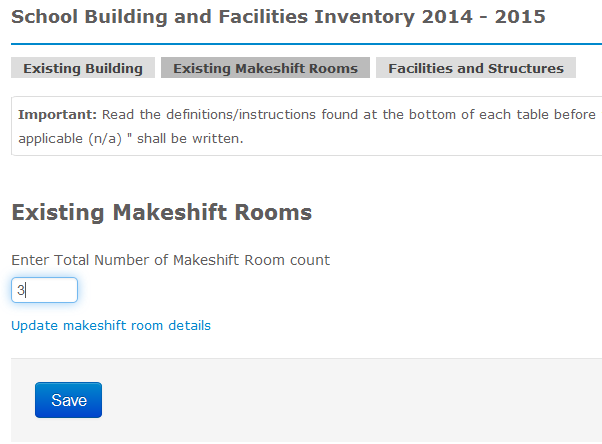 School Building and Facilities Inventory 2014 - 2015
Existing Building Existing Makeshift Rooms Facilities and Structures
Important: Read the definitions/instructions found at the bottom of each table before
applicable (n/a) " shall be written.
Existing Makeshift Rooms
Enter Total Number of Makeshift Room count
3
Update makeshift room details
Save